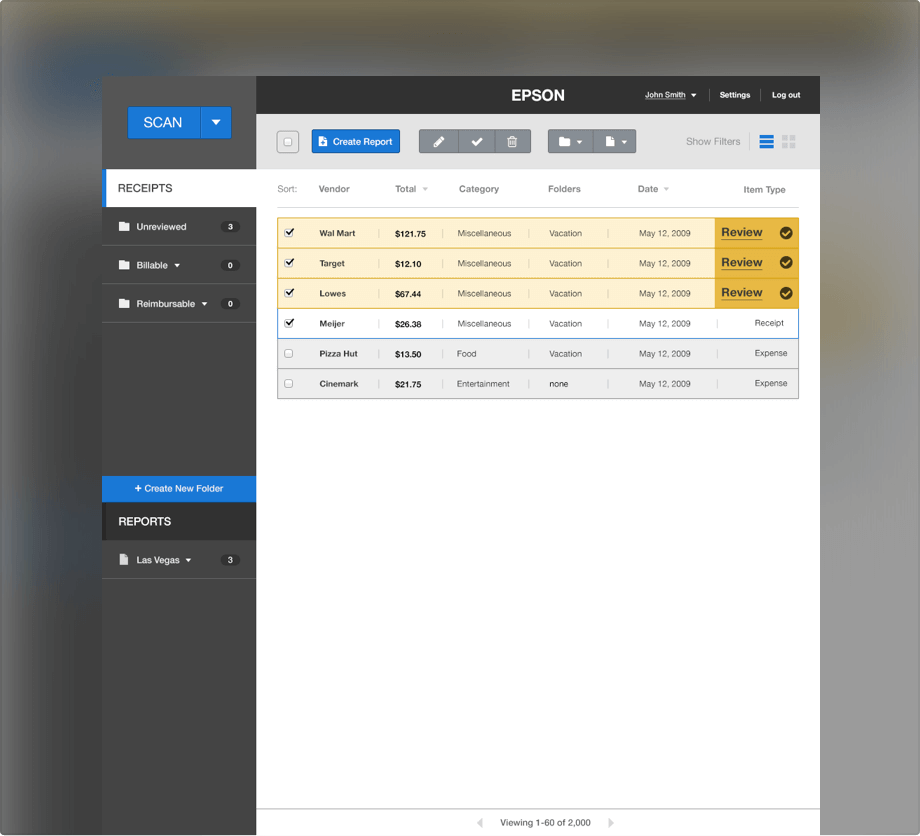 EPSON
John Smith
Settings
Log out
SCAN
Create Report
Show Filters
RECEIPTS
Unreviewed 3
Billable 0
Reimbursable 0
+ Create New Folder
REPORTS
Las Vegas 3
Sort: Vendor Total Category Folders Date Item Type
Wal Mart $121.75 Miscellaneous Vacation May 12, 2009 Review
Target $12.10 Miscellaneous Vacation May 12, 2009 Review
Lowes $67.44 Miscellaneous Vacation May 12, 2009 Review
Meijer $26.38 Miscellaneous Vacation May 12, 2009 Receipt
Pizza Hut $13.50 Food Vacation May 12, 2009 Expense
Cinemark $21.75 Entertainment none May 12, 2009 Expense
Viewing 1-60 of 2,000